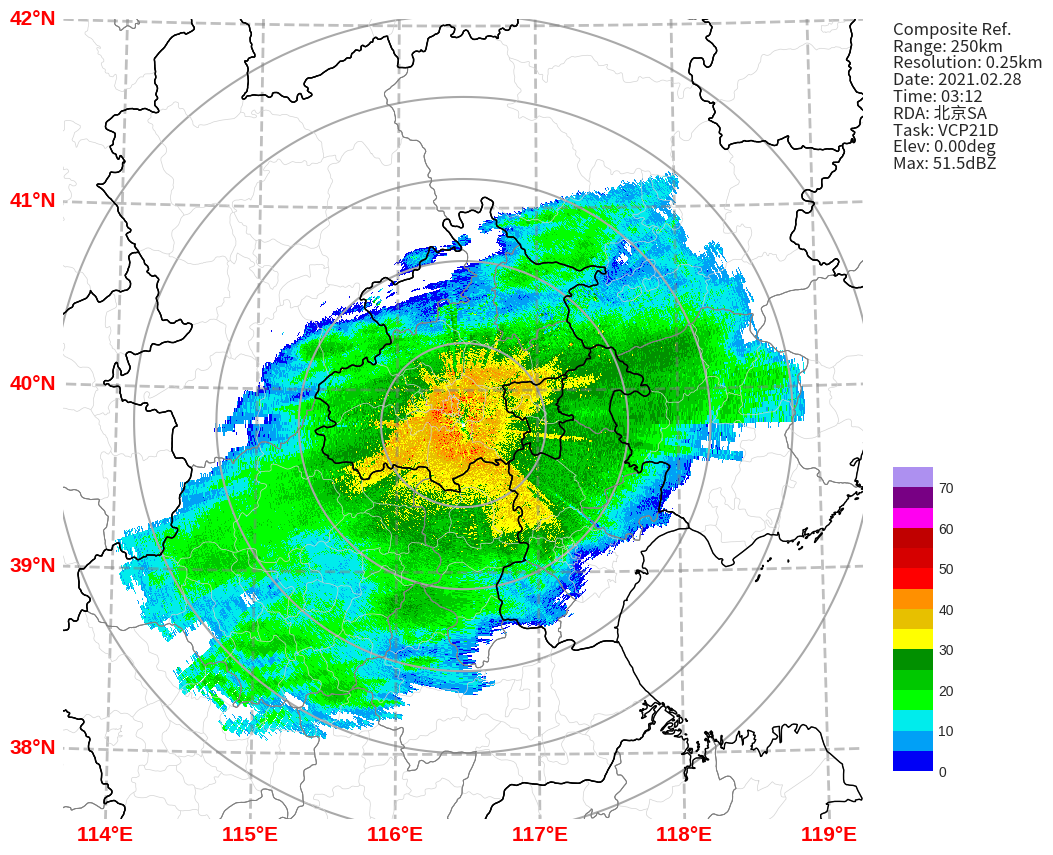 42°N
41°N
40°N
39°N
38°N
114°E
115°E
116°E
117°E
118°E
119°E
Composite Ref.
Range: 250km
Resolution: 0.25km
Date: 2021.02.28
Time: 03:12
RDA: 北京SA
Task: VCP21D
Elev: 0.00deg
Max: 51.5dBZ
70
60
50
40
30
20
10
0